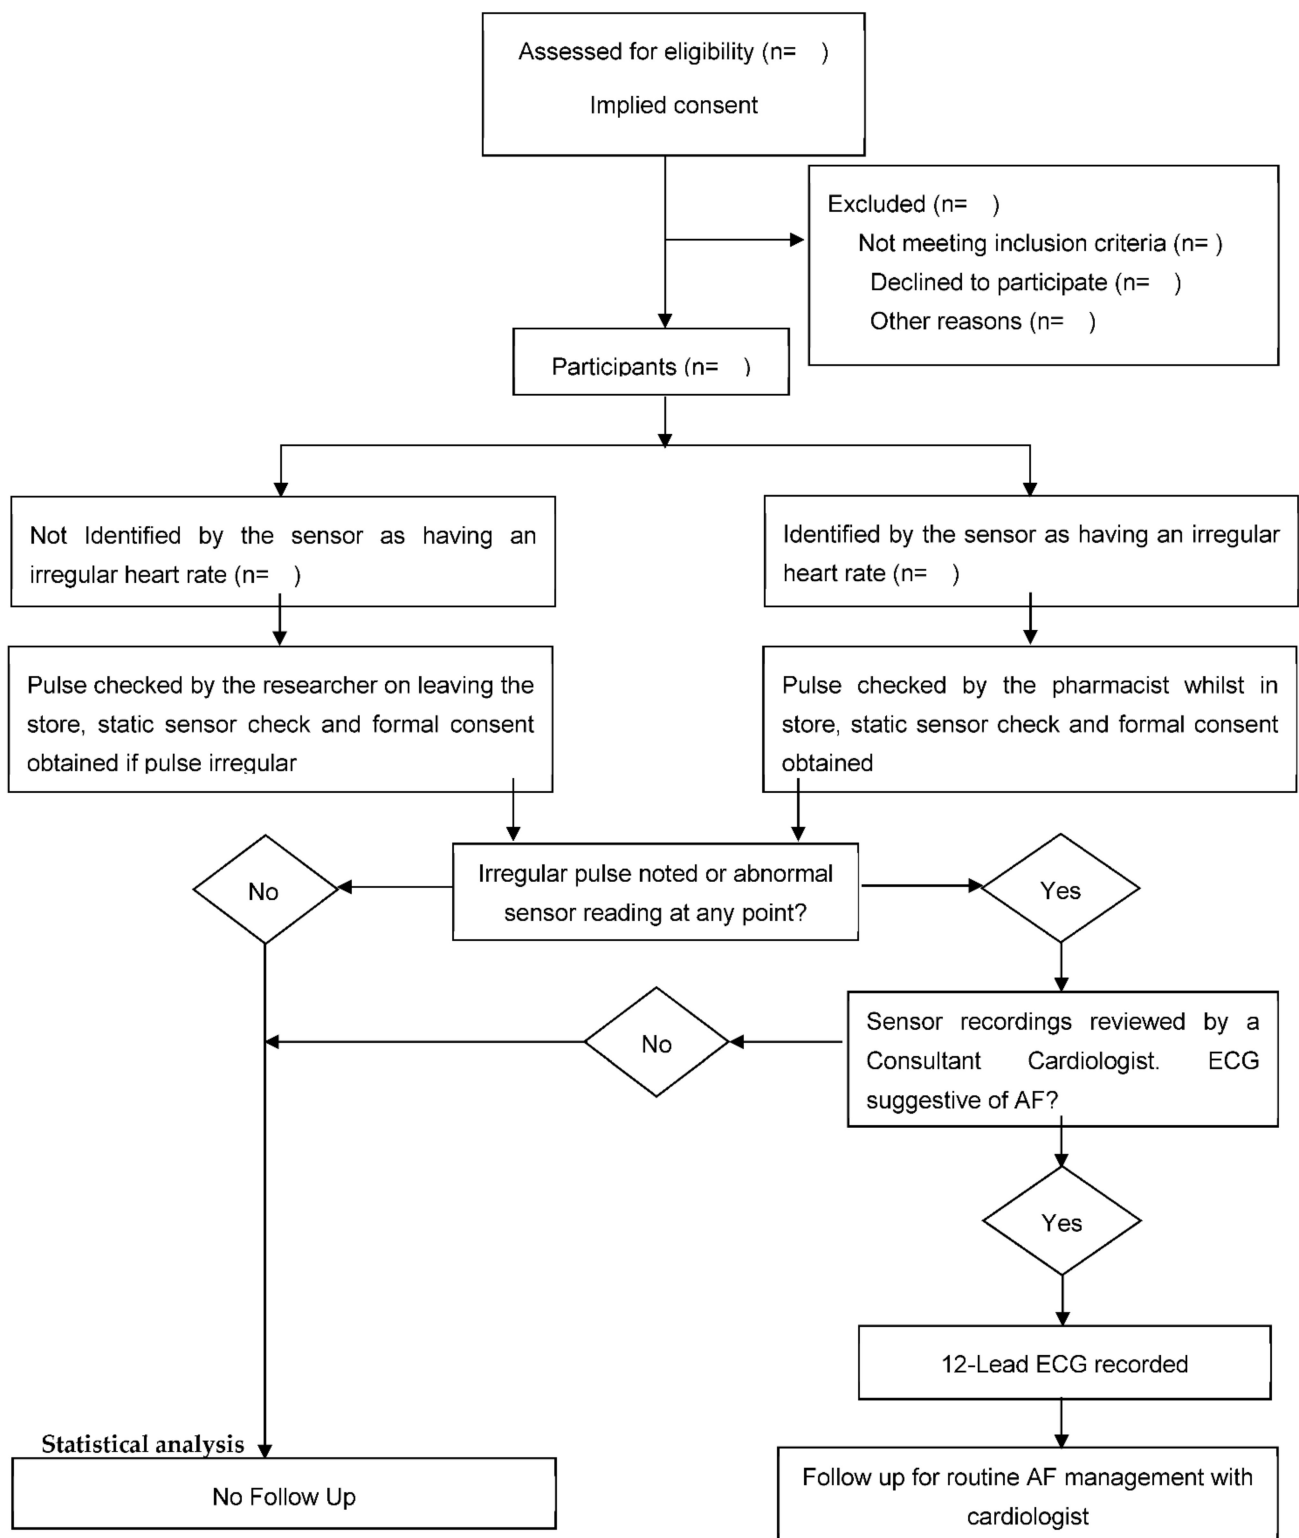 Assessed for eligibility (n= )
Implied consent
Excluded (n= )
Not meeting inclusion criteria (n= )
Declined to participate (n= )
Other reasons (n= )
Participants (n= )
Not Identified by the sensor as having an
irregular heart rate (n= )
Identified by the sensor as having an irregular
heart rate (n= )
Pulse checked by the researcher on leaving the
store, static sensor check and formal consent
obtained if pulse irregular
Pulse checked by the pharmacist whilst in
store, static sensor check and formal consent
obtained
No
Irregular pulse noted or abnormal
sensor reading at any point?
Yes
No
Sensor recordings reviewed by a
Consultant Cardiologist. ECG
suggestive of AF?
Yes
12-Lead ECG recorded
Statistical analysis
No Follow Up
Follow up for routine AF management with
cardiologist